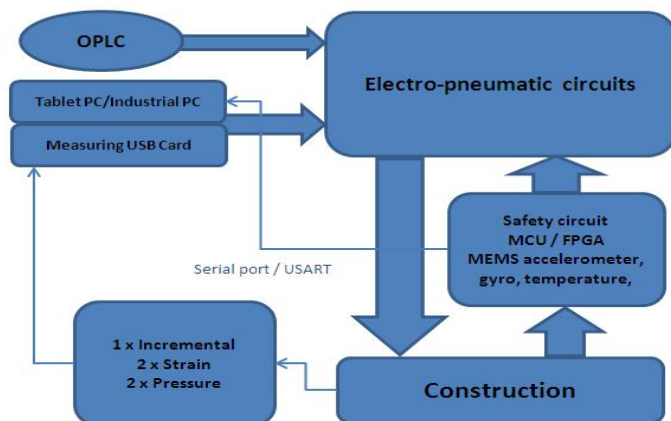 OPLC
Electro-pneumatic circuits
Tablet PC/Industrial PC
Measuring USB Card
Safety circuit
MCU / FPGA
MEMS accelerometer,
gyro, temperature,
Serial port / USART
1 x Incremental
2 x Strain
2 x Pressure
Construction